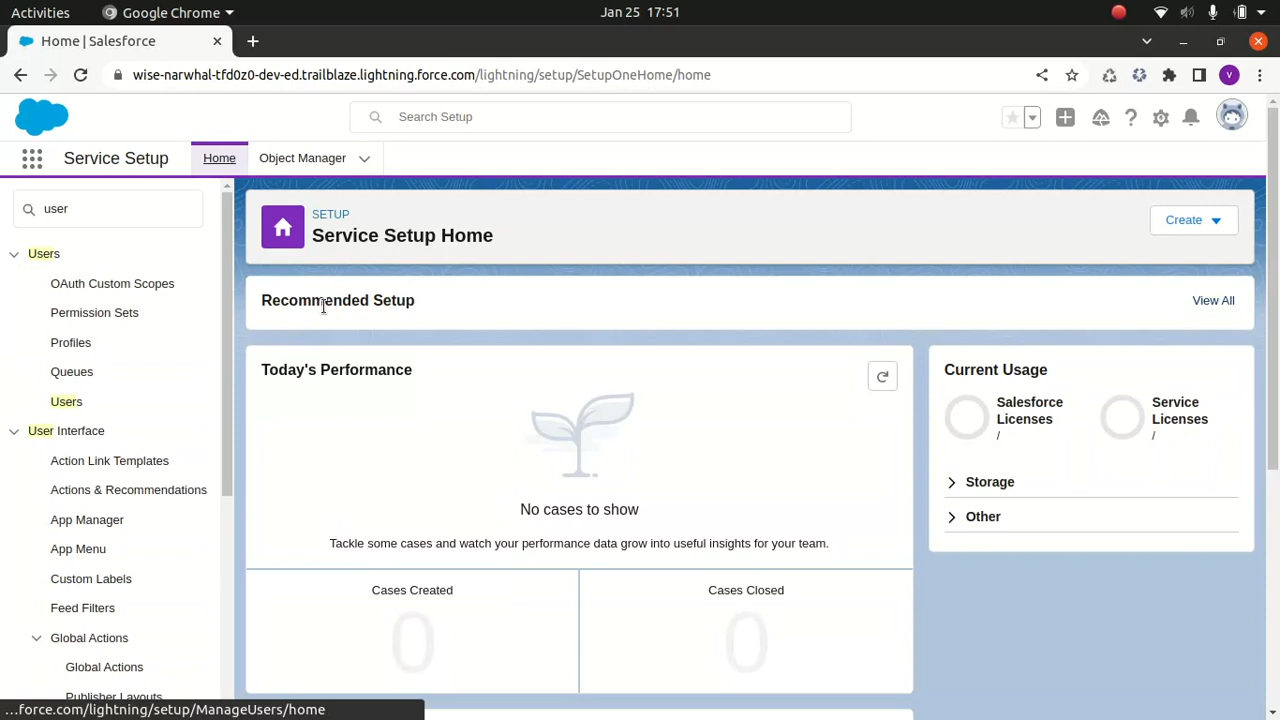 Activities
Google Chrome
Jan 25 17:51
Home | Salesforce
wise-narwhal-tfd0z0-dev-ed.trailblaze.lightning.force.com/lightning/setup/SetupOneHome/home
V
Search Setup
Service Setup
Home
Object Manager
user
Users
OAuth Custom Scopes
Permission Sets
Profiles
Queues
Users
User Interface
Action Link Templates
Actions & Recommendations
App Manager
App Menu
Custom Labels
Feed Filters
Global Actions
Global Actions
Publisher Layouts
SETUP
Service Setup Home
Create
Recommended Setup
View All
Today's Performance
No cases to show
Tackle some cases and watch your performance data grow into useful insights for your team.
Cases Created
0
Cases Closed
0
Current Usage
Salesforce
Licenses
/
Service
Licenses
/
Storage
Other
...force.com/lightning/setup/ManageUsers/home